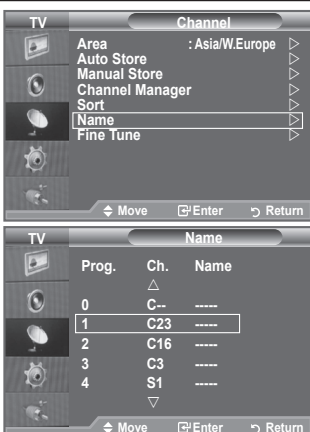 TV Channel
Area : Asia/W.Europe
Auto Store
Manual Store
Channel Manager
Sort
Name
Fine Tune
Move Enter Return
TV Name
Prog. Ch. Name
0 C-- -----
1 C23 -----
2 C16 -----
3 C3 -----
4 S1 -----
Move Enter Return